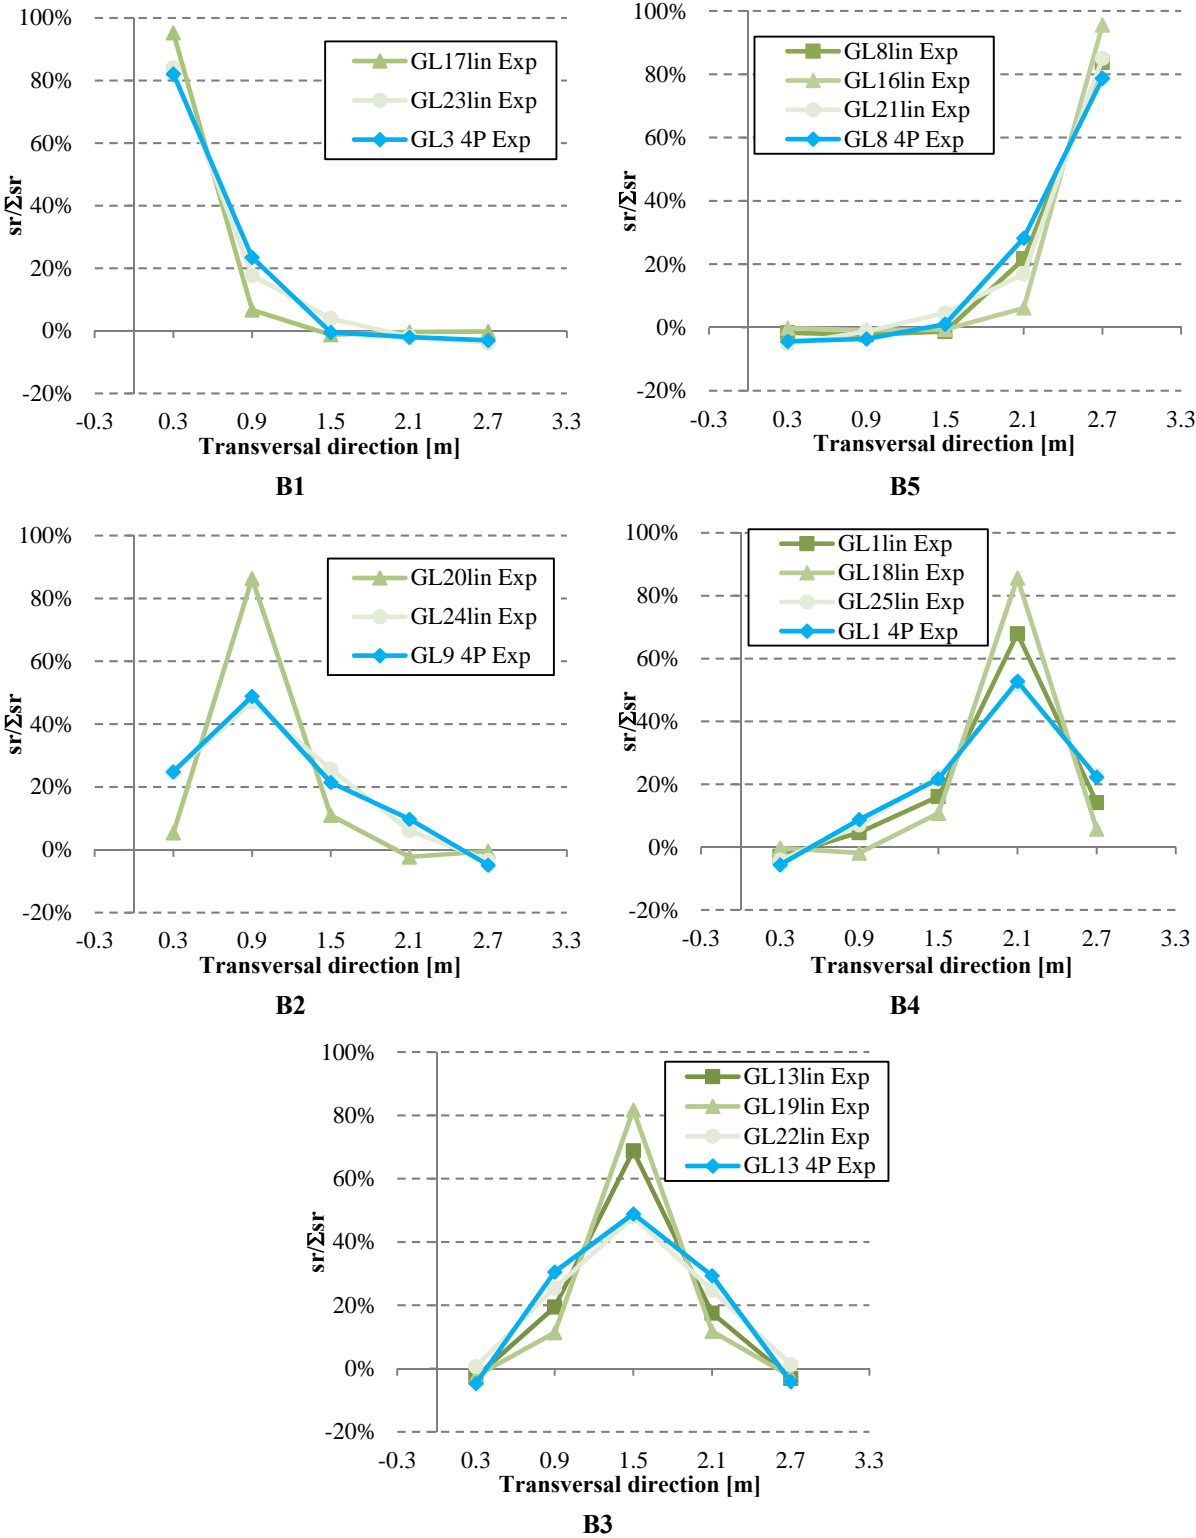 100%
80%
60%
40%
20%
0%
-20%
sr/Σsr
GL17lin Exp
GL23lin Exp
GL3 4P Exp
-0.3 0.3 0.9 1.5 2.1 2.7 3.3
Transversal direction [m]
B1
100%
80%
60%
40%
20%
0%
-20%
sr/Σsr
GL8lin Exp
GL16lin Exp
GL21lin Exp
GL8 4P Exp
-0.3 0.3 0.9 1.5 2.1 2.7 3.3
Transversal direction [m]
B5
100%
80%
60%
40%
20%
0%
-20%
sr/Σsr
GL20lin Exp
GL24lin Exp
GL9 4P Exp
-0.3 0.3 0.9 1.5 2.1 2.7 3.3
Transversal direction [m]
B2
100%
80%
60%
40%
20%
0%
-20%
sr/Σsr
GL1lin Exp
GL18lin Exp
GL25lin Exp
GL1 4P Exp
-0.3 0.3 0.9 1.5 2.1 2.7 3.3
Transversal direction [m]
B4
100%
80%
60%
40%
20%
0%
-20%
sr/Σsr
GL13lin Exp
GL19lin Exp
GL22lin Exp
GL13 4P Exp
-0.3 0.3 0.9 1.5 2.1 2.7 3.3
Transversal direction [m]
B3